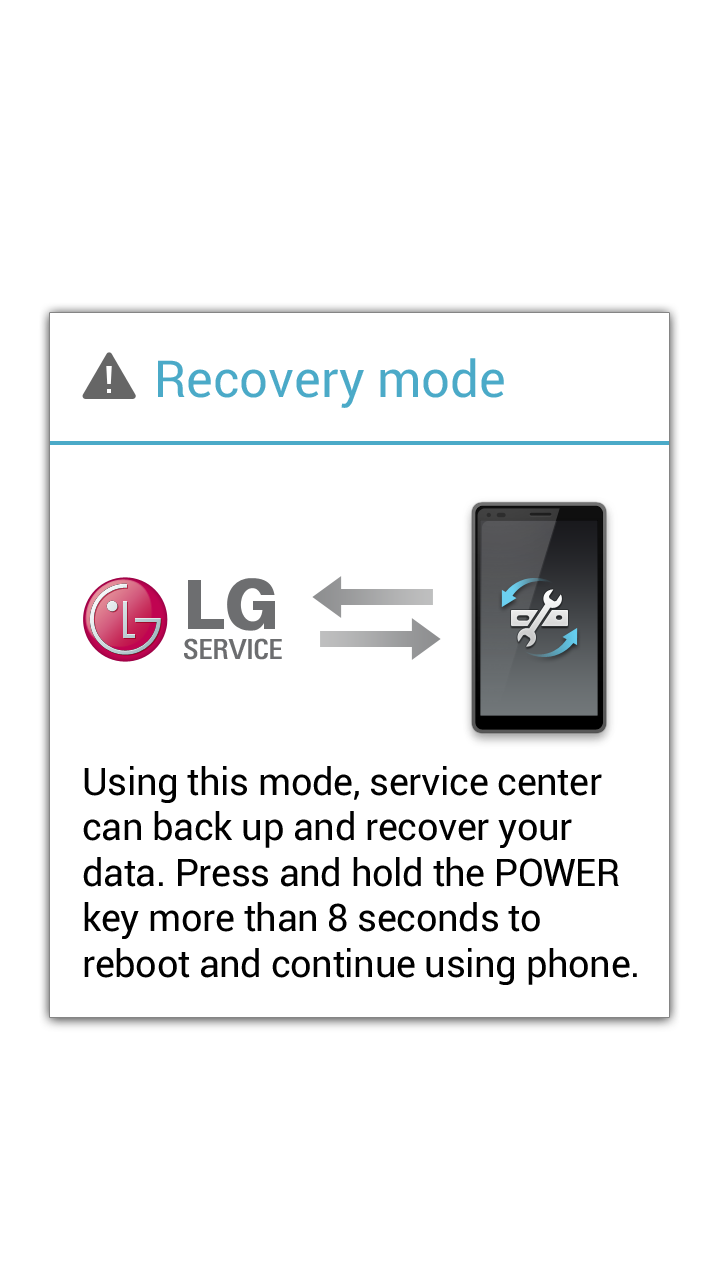 Recovery mode
LG
SERVICE
Using this mode, service center
can back up and recover your
data. Press and hold the POWER
key more than 8 seconds to
reboot and continue using phone.